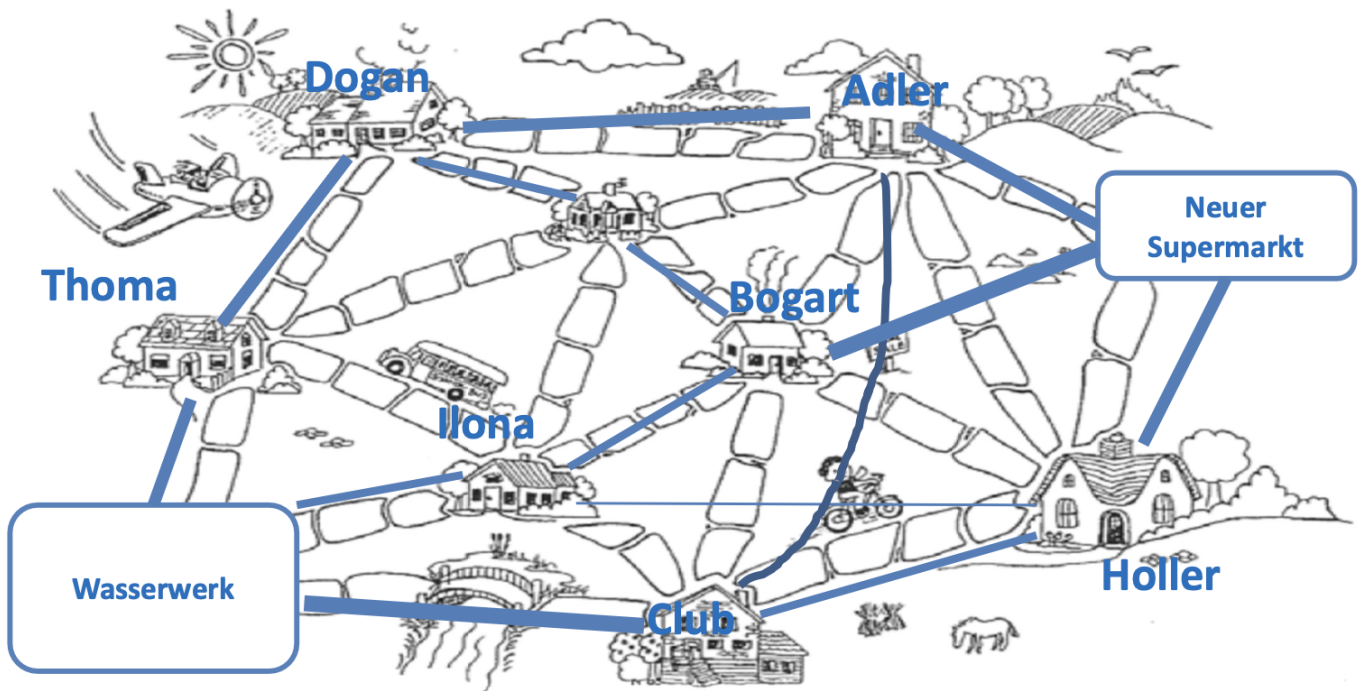 Dogan
Adler
Neuer
Supermarkt
Thoma
Bogart
Ilona
Wasserwerk
Holler
Club